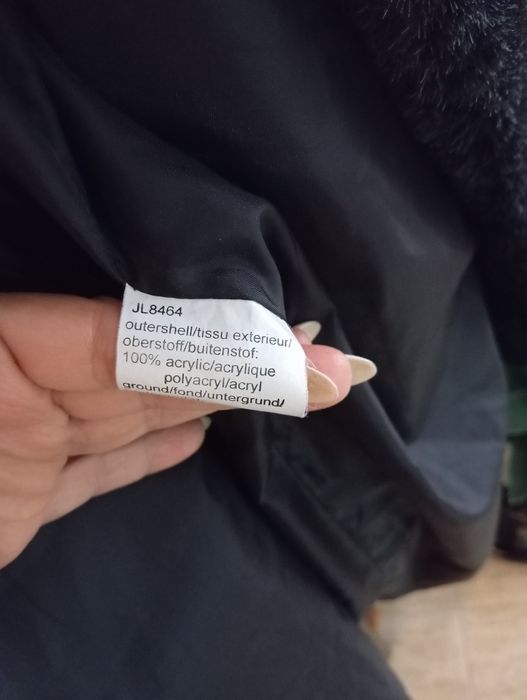 JL8464
outershell/tissu exterieur/
oberstoff/buitenstof:
100% acrylic/acrylique
polyacryl/acryl
ground/fond/untergrund/